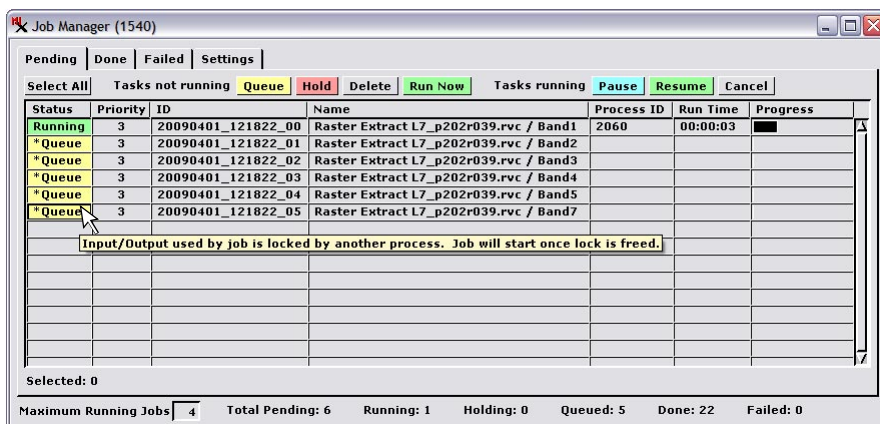 Job Manager (1540)
Pending Done Failed Settings
Select All Tasks not running Queue Hold Delete Run Now Tasks running Pause Resume Cancel
Status Priority ID Name Process ID Run Time Progress
Running 3 20090401_121822_00 Raster Extract L7_p202r039.rvc / Band1 2060 00:00:03
*Queue 3 20090401_121822_01 Raster Extract L7_p202r039.rvc / Band2
*Queue 3 20090401_121822_02 Raster Extract L7_p202r039.rvc / Band3
*Queue 3 20090401_121822_03 Raster Extract L7_p202r039.rvc / Band4
*Queue 3 20090401_121822_04 Raster Extract L7_p202r039.rvc / Band5
*Queue 3 20090401_121822_05 Raster Extract L7_p202r039.rvc / Band7
Input/Output used by job is locked by another process. Job will start once lock is freed.
Selected: 0
Maximum Running Jobs 4 Total Pending: 6 Running: 1 Holding: 0 Queued: 5 Done: 22 Failed: 0